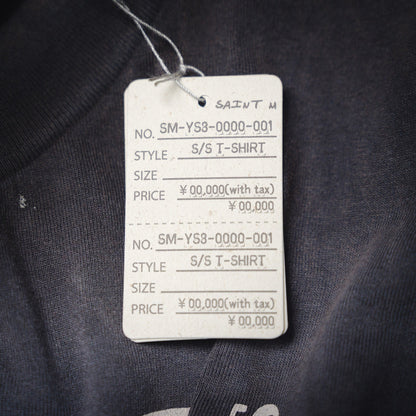 SAINT M
NO. SM-YS3-0000-001
STYLE S/S T-SHIRT
SIZE
PRICE ¥00,000(with tax)
¥00,000
NO. SM-YS3-0000-001
STYLE S/S T-SHIRT
SIZE
PRICE ¥00,000(with tax)
¥00,000